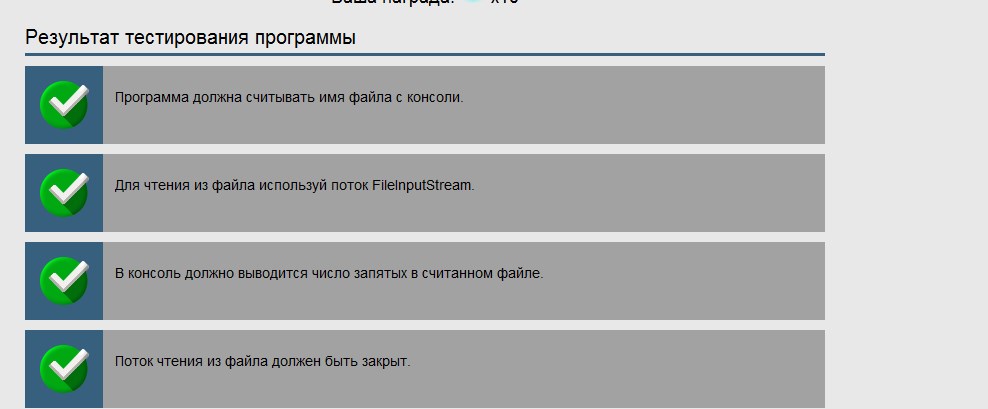 Ваша награда: x10
Результат тестирования программы
Программа должна считывать имя файла с консоли.
Для чтения из файла используй поток FileInputStream.
В консоль должно выводится число запятых в считанном файле.
Поток чтения из файла должен быть закрыт.